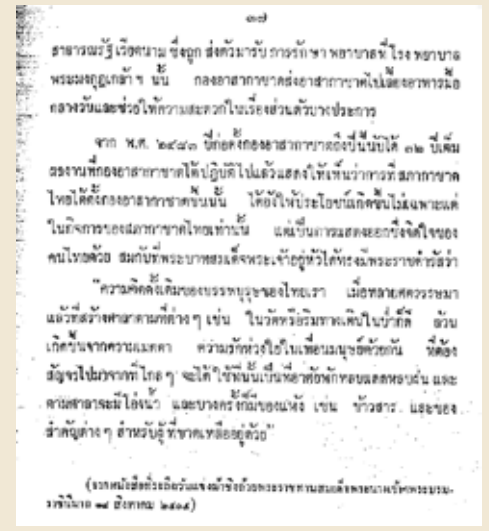 ๓๗
สาธารณรัฐเวียดนาม ซึ่งถูก ส่งตัวมารับ การรักษา พยาบาลที่ โรง พยาบาล
พระมงกุฎเกล้า ฯ นั้น กองอาสากาชาดส่งอาสากาชาดไปเลี้ยงอาหารมื้อ
กลางวันและช่วยให้ความสะดวกในเรื่องส่วนตัวบางประการ
จาก พ.ศ. ๒๔๘๓ ปีก่อตั้งกองอาสากาชาดถึงปีนี้นับได้ ๓๒ ปีเต็ม
ผลงานที่กองอาสากาชาดได้ปฏิบัติไปแล้วแสดงให้เห็นว่าการที่ สภากาชาด
ไทยได้ตั้งกองอาสากาชาดขึ้นนั้น ได้ยังให้ประโยชน์เกิดขึ้นไม่เฉพาะแต่
ในกิจการของสภากาชาดไทยเท่านั้น แต่เป็นการแสดงออกซึ่งจิตใจของ
คนไทยด้วย สมกับที่พระบาทสมเด็จพระเจ้าอยู่หัวได้ทรงมีพระราชดำรัสว่า
"ความคิดดั้งเดิมของบรรพบุรุษของไทยเรา เมื่อหลายศตวรรษมา
แล้วที่สร้างศาลาตามที่ต่าง ๆ เช่น ในวัดหรือริมทางเดินในป่าก็ดี ล้วน
เกิดขึ้นจากความเมตตา ความรักห่วงใยในเพื่อนมนุษย์ด้วยกัน ที่ต้อง
สัญจรไปมาจากที่ไกล ๆ จะได้ ใช้ที่นั้นเป็นที่อาศัยพักหลบแดดหลบฝน และ
ตามศาลาจะมีโอ่งน้ำ และบางครั้งก็มีของแห้ง เช่น ข้าวสาร และของ
สำคัญต่าง ๆ สำหรับผู้ ที่ขาดเหลืออยู่ด้วย"
(จากหนังสือที่ระลึกวันแข่งม้าชิงถ้วยพระราชทานสมเด็จพระนางเจ้าพระบรม-
ราชินีนาถ ๑๔ สิงหาคม ๒๕๑๕)